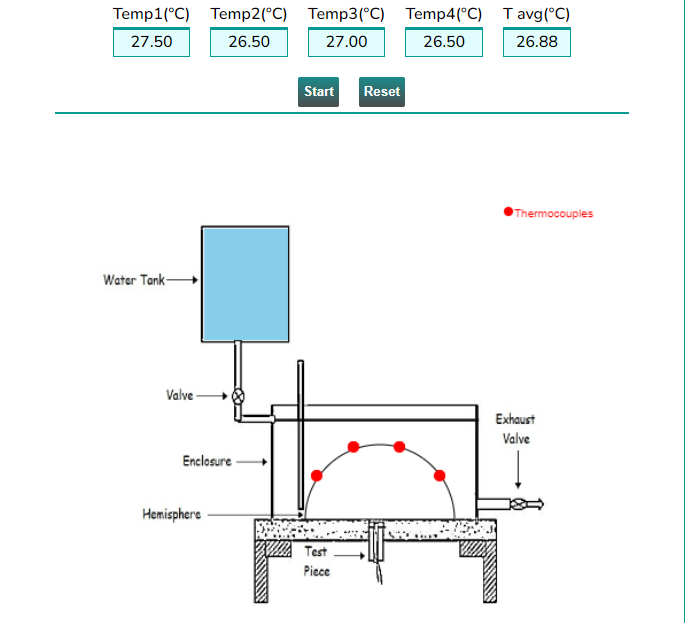 Temp1(°C) Temp2(°C) Temp3(°C) Temp4(°C) T avg(°C)
27.50 26.50 27.00 26.50 26.88
Start Reset
Thermocouples
Water Tank
Valve
Exhaust
Valve
Enclosure
Hemisphere
Test
Piece